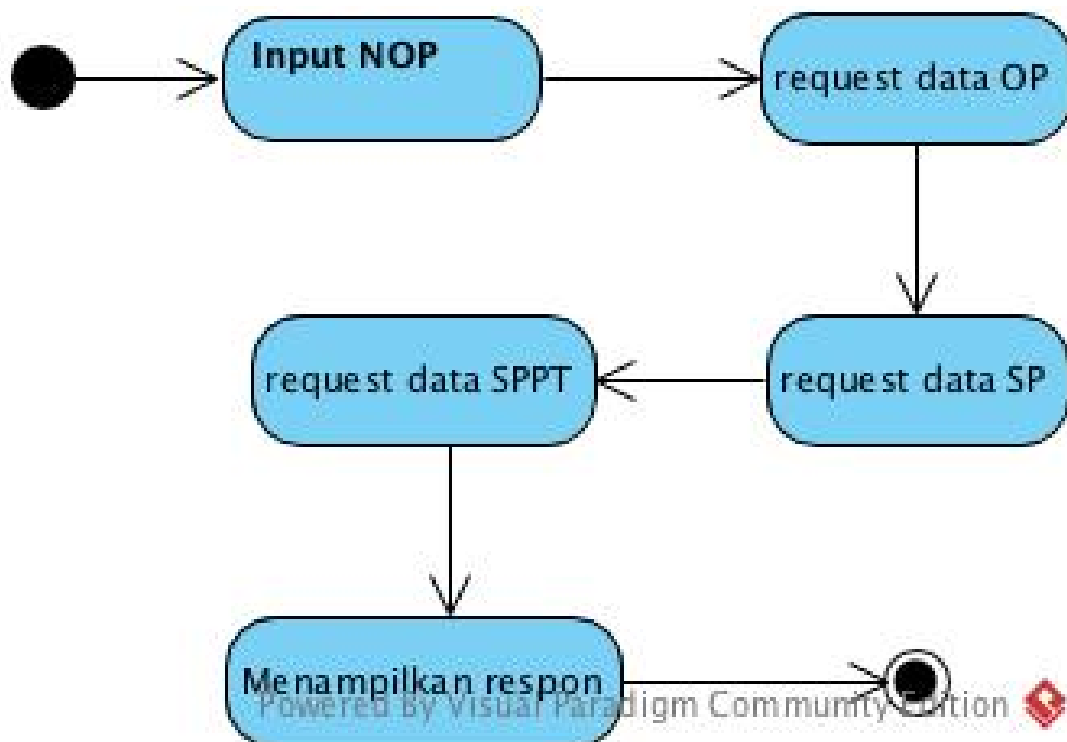 Input NOP
request data OP
request data SP
request data SPPT
Menampilkan respon
Powered By Visual Paradigm Community Edition